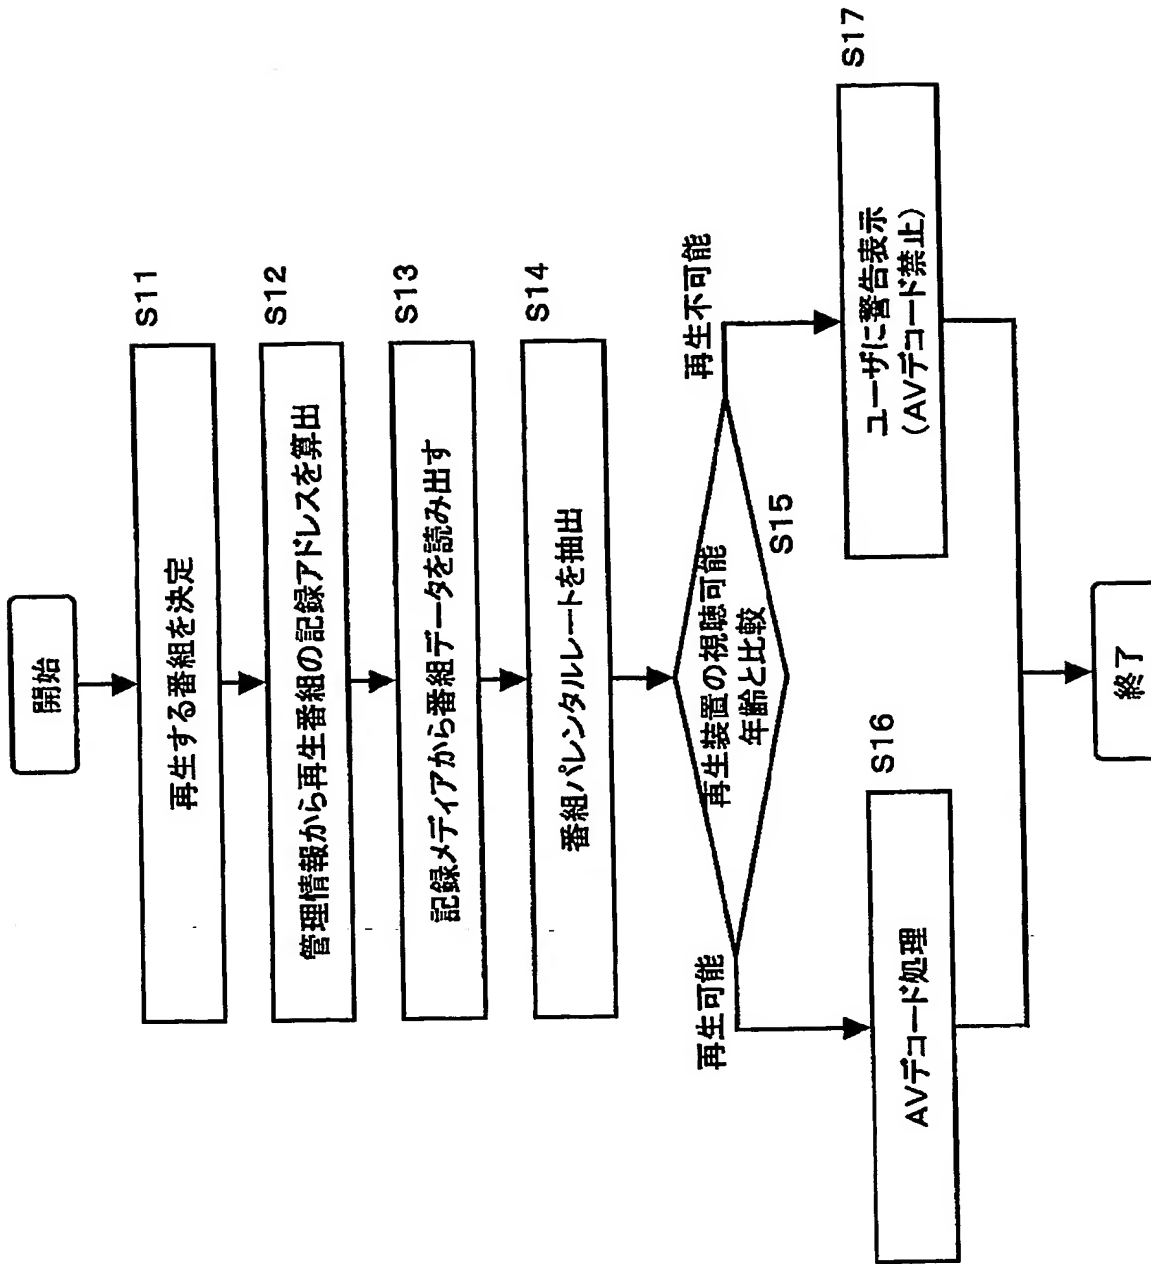 開始
再生する番組を決定
S11
管理情報から再生番組の記録アドレスを算出
S12
記録メディアから番組データを読み出す
S13
番組パレンタルレートを抽出
S14
再生装置の視聴可能
年齢と比較
S15
再生可能
再生不可能
AVデコード処理
S16
ユーザに警告表示
(AVデコード禁止)
S17
終了